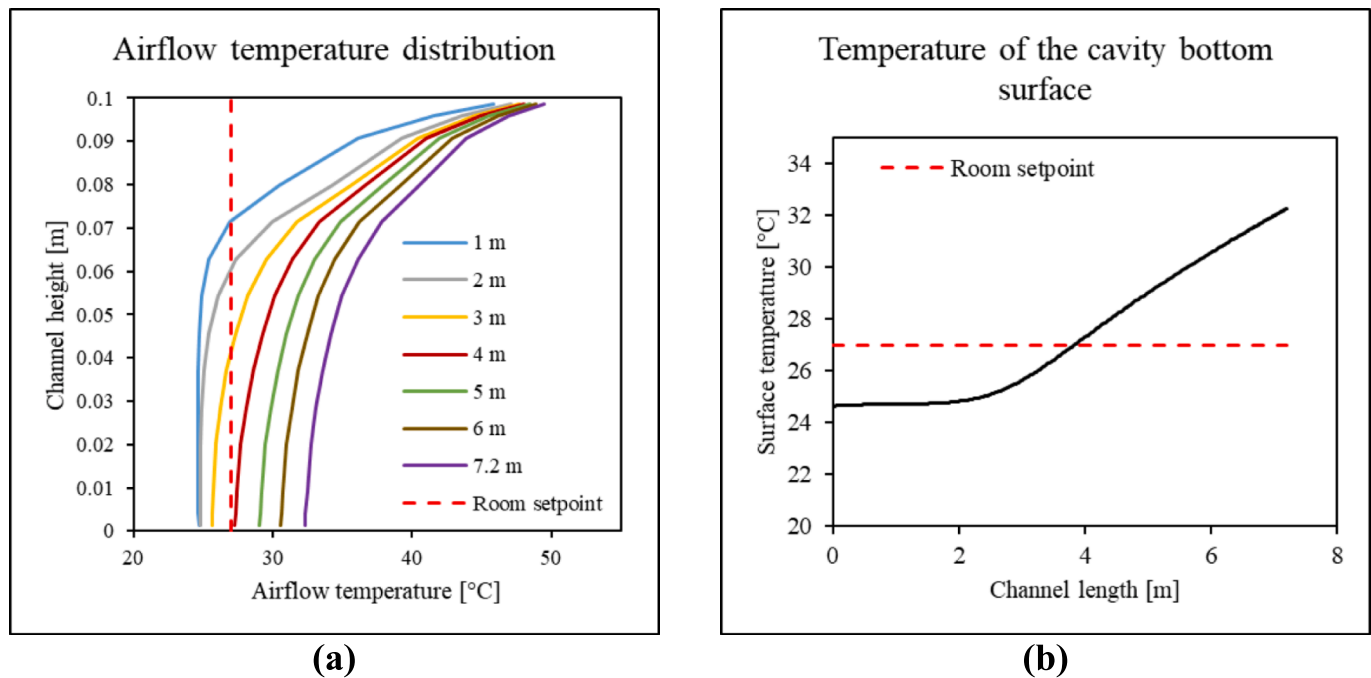 Airflow temperature distribution
0.1
0.09
0.08
0.07
0.06
0.05
0.04
0.03
0.02
0.01
0
Channel height [m]
1 m
2 m
3 m
4 m
5 m
6 m
7.2 m
Room setpoint
20
30
40
50
Airflow temperature [°C]
(a)
Temperature of the cavity bottom
surface
34
32
30
28
26
24
22
20
Surface temperature [°C]
Room setpoint
0
2
4
6
8
Channel length [m]
(b)